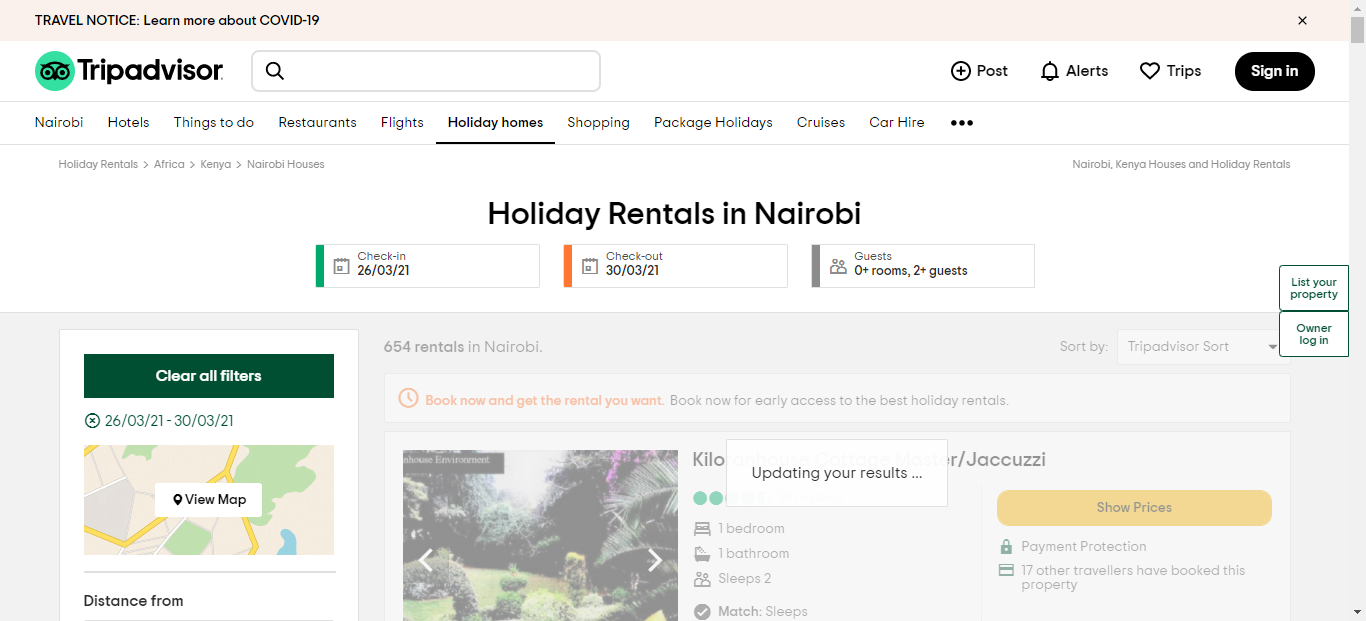 TRAVEL NOTICE: Learn more about COVID-19
Tripadvisor
Post
Alerts
Trips
Sign in
Nairobi
Hotels
Things to do
Restaurants
Flights
Holiday homes
Shopping
Package Holidays
Cruises
Car Hire
Holiday Rentals > Africa > Kenya > Nairobi Houses
Nairobi, Kenya Houses and Holiday Rentals
Holiday Rentals in Nairobi
Check-in
26/03/21
Check-out
30/03/21
Guests
0+ rooms, 2+ guests
List your
property
Owner
log in
Clear all filters
26/03/21 - 30/03/21
View Map
Distance from
654 rentals in Nairobi.
Sort by:
Tripadvisor Sort
Book now and get the rental you want. Book now for early access to the best holiday rentals.
house Environment
Kiloranhouse Cottage Master/Jaccuzzi
Updating your results ...
1 bedroom
1 bathroom
Sleeps 2
Match: Sleeps
Show Prices
Payment Protection
17 other travellers have booked this
property